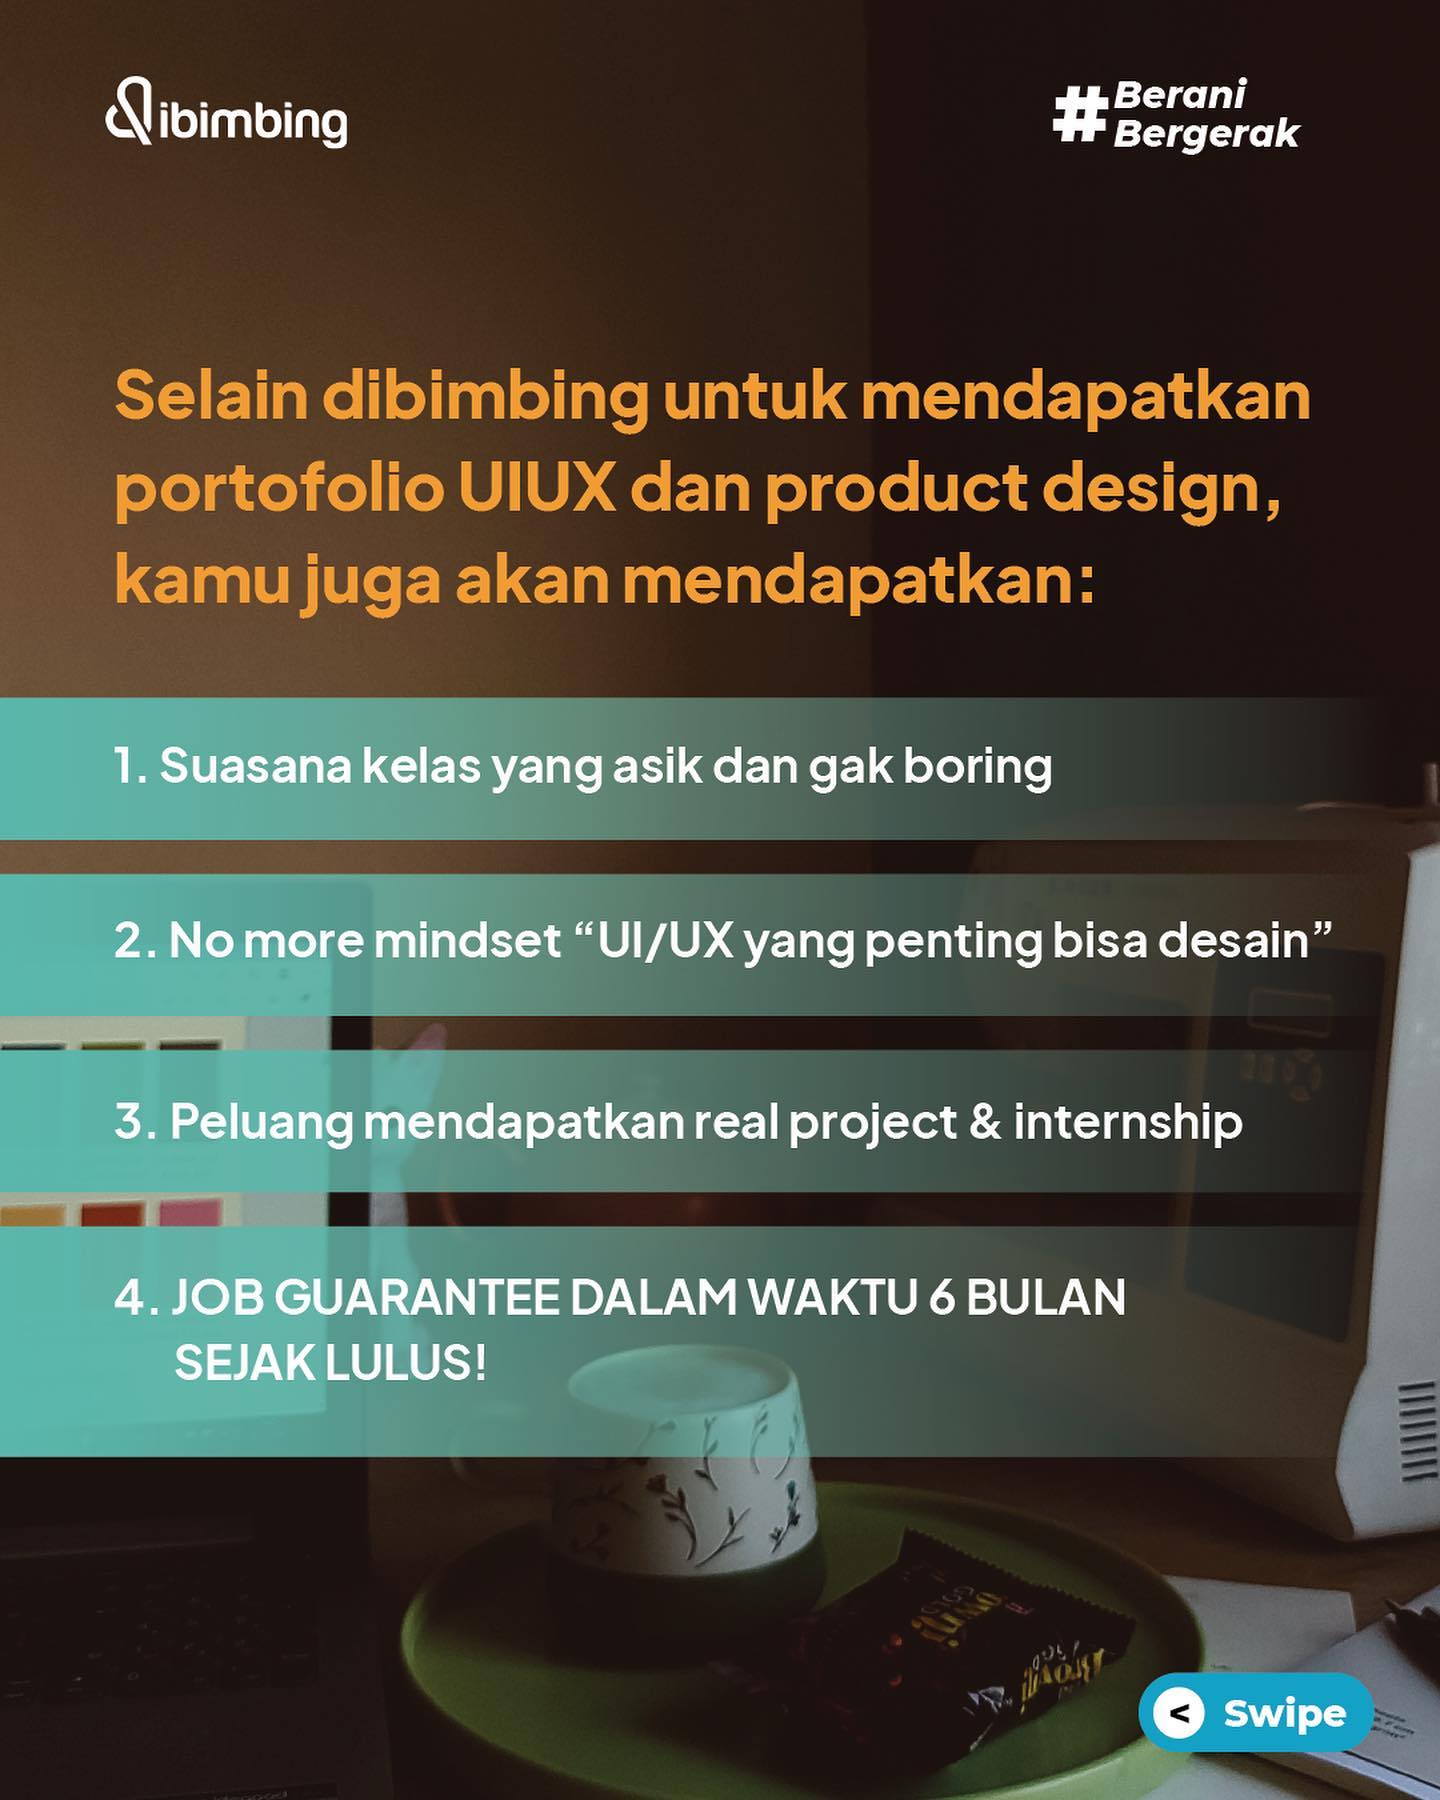 dibimbing
#Berani
Bergerak
Selain dibimbing untuk mendapatkan
portofolio UIUX dan product design,
kamu juga akan mendapatkan:
1. Suasana kelas yang asik dan gak boring
2. No more mindset “UI/UX yang penting bisa desain”
3. Peluang mendapatkan real project & internship
4. JOB GUARANTEE DALAM WAKTU 6 BULAN
SEJAK LULUS!
< Swipe